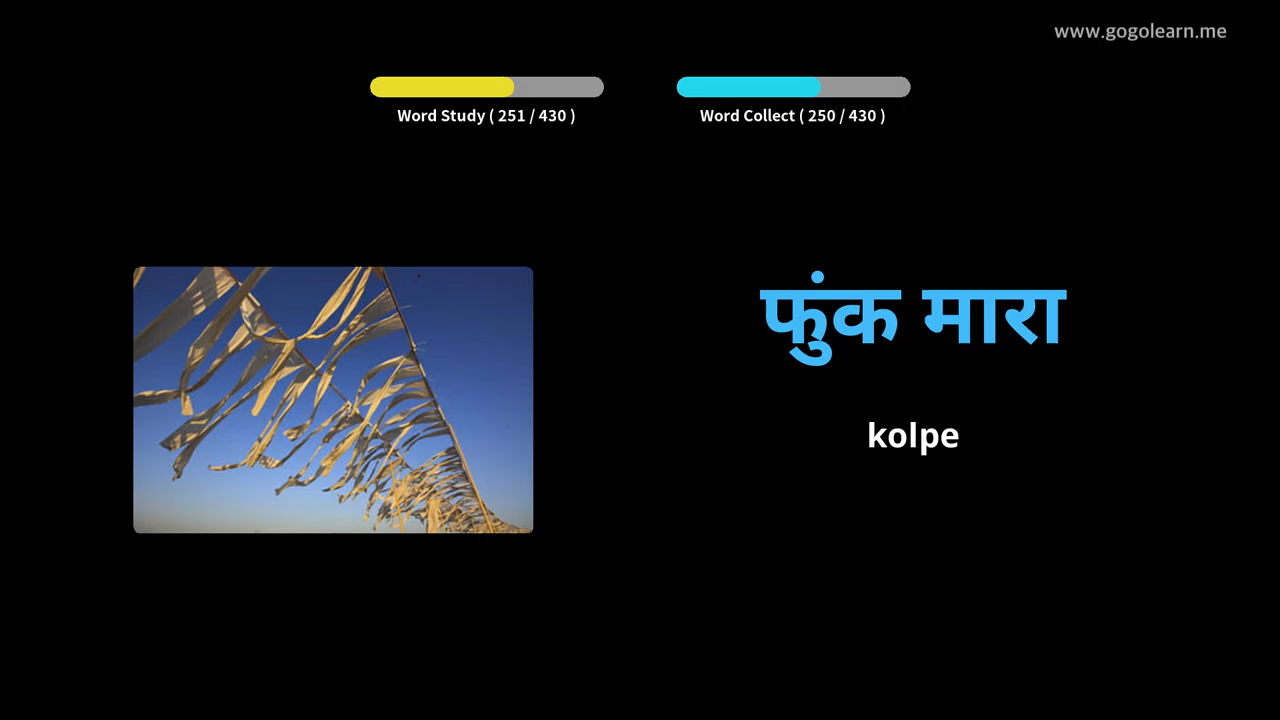 www.gogolearn.me
Word Study ( 251 / 430 )
Word Collect ( 250 / 430 )
फुंक मारा
kolpe